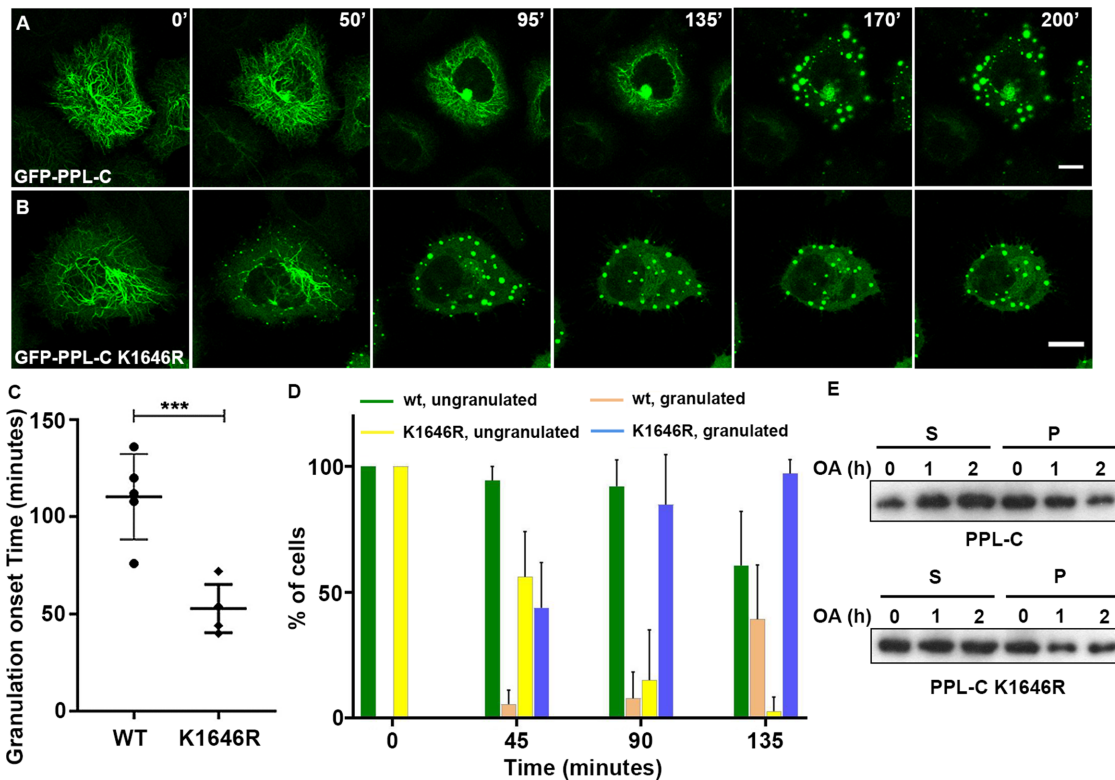 A 0' 50' 95' 135' 170' 200'
GFP-PPL-C
B
GFP-PPL-C K1646R
C
Granulation onset Time (minutes)
150
100
50
0
***
WT K1646R
D
wt, ungranulated wt, granulated
K1646R, ungranulated K1646R, granulated
% of cells
100
50
0
0 45 90 135
Time (minutes)
E
S P
OA (h) 0 1 2 0 1 2
PPL-C
S P
OA (h) 0 1 2 0 1 2
PPL-C K1646R